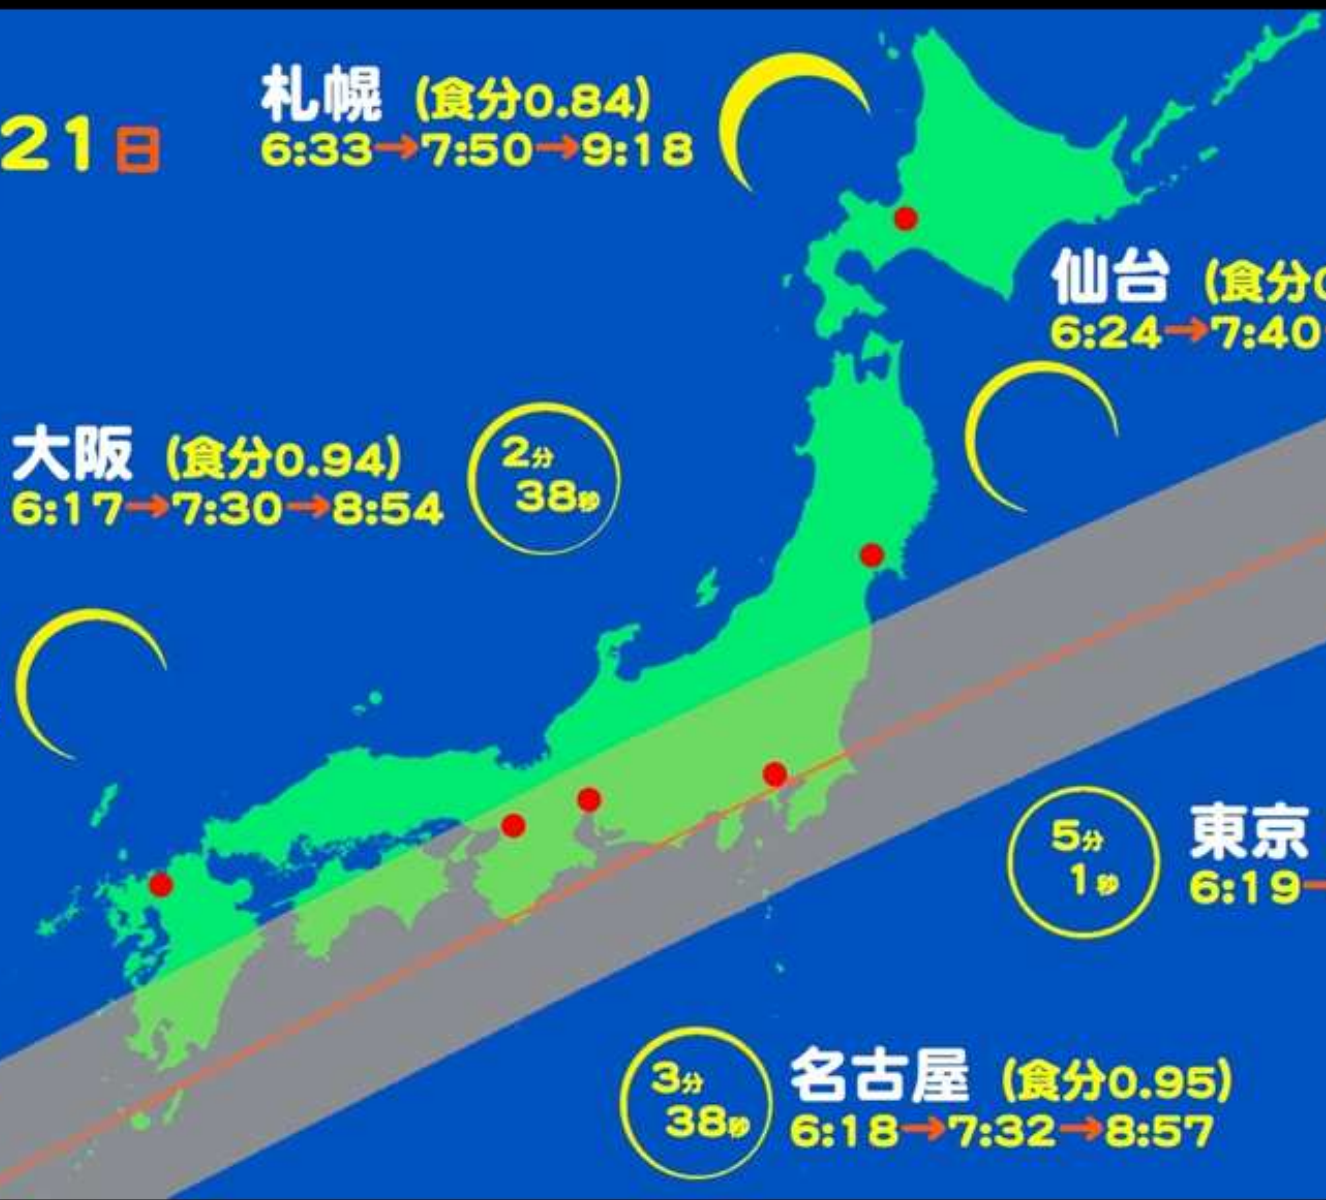 21日
札幌 (食分0.84)
6:33→7:50→9:18
仙台 (食分0
6:24→7:40
大阪 (食分0.94)
6:17→7:30→8:54
2分
38秒
5分
1秒
東京
6:19→
3分
38秒
名古屋 (食分0.95)
6:18→7:32→8:57